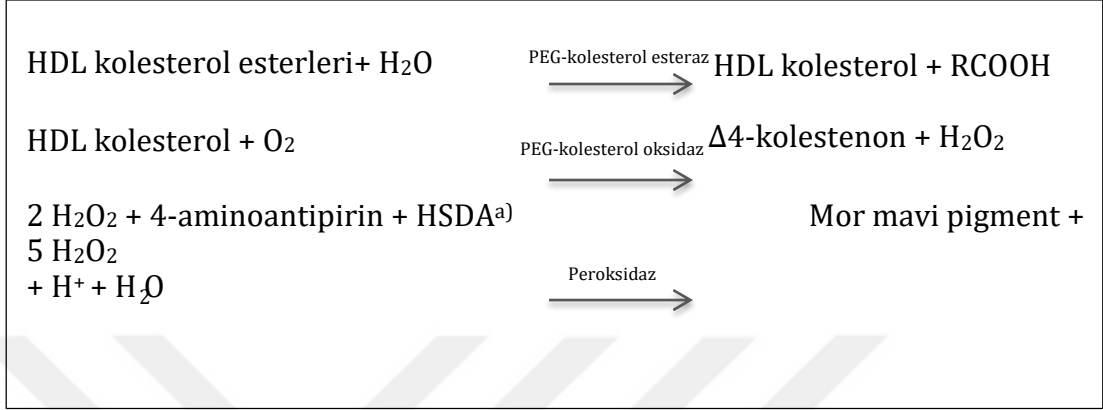 HDL kolesterol esterleri+ H₂O PEG-kolesterol esteraz HDL kolesterol + RCOOH
HDL kolesterol + O₂ PEG-kolesterol oksidaz Δ4-kolestenon + H₂O₂
2 H₂O₂ + 4-aminoantipirin + HSDAᵃ⁾ Mor mavi pigment +
5 H₂O₂
+ H⁺ + H₂O Peroksidaz